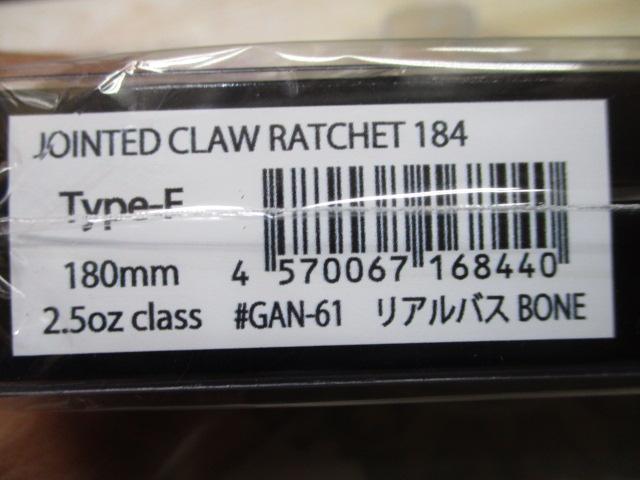 JOINTED CLAW RATCHET 184
Type-F
180mm
4 570067 168440
2.5oz class #GAN-61 リアルバス BONE